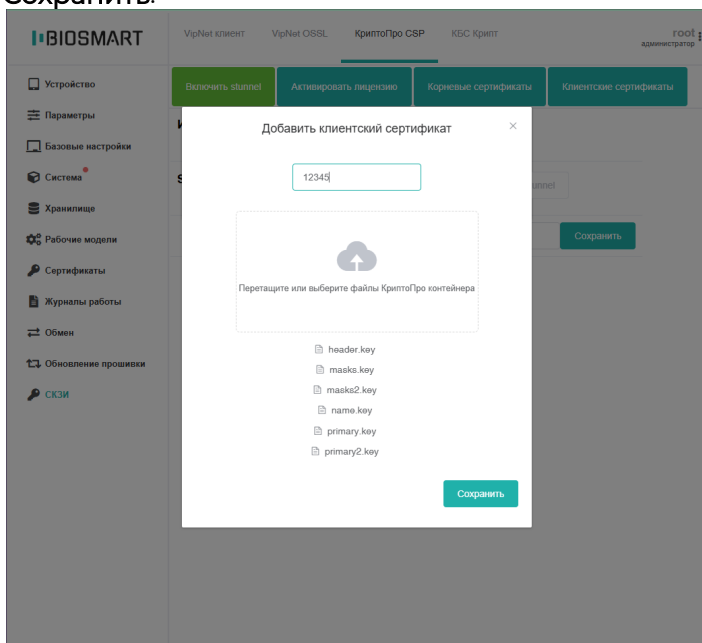 Сохранить.
BIOSMART
VipNet клиент VipNet OSSL КриптоПро CSP КБС Крипт
root
администратор
Устройство
Параметры
Базовые настройки
Система
Хранилище
Рабочие модели
Сертификаты
Журналы работы
Обмен
Обновление прошивки
СКЗИ
Включить stunnel Активировать лицензию Корневые сертификаты Клиентские сертификаты
Добавить клиентский сертификат
12345
Сохранить
Перетащите или выберите файлы КриптоПро контейнера
header.key
masks.key
masks2.key
name.key
primary.key
primary2.key
Сохранить